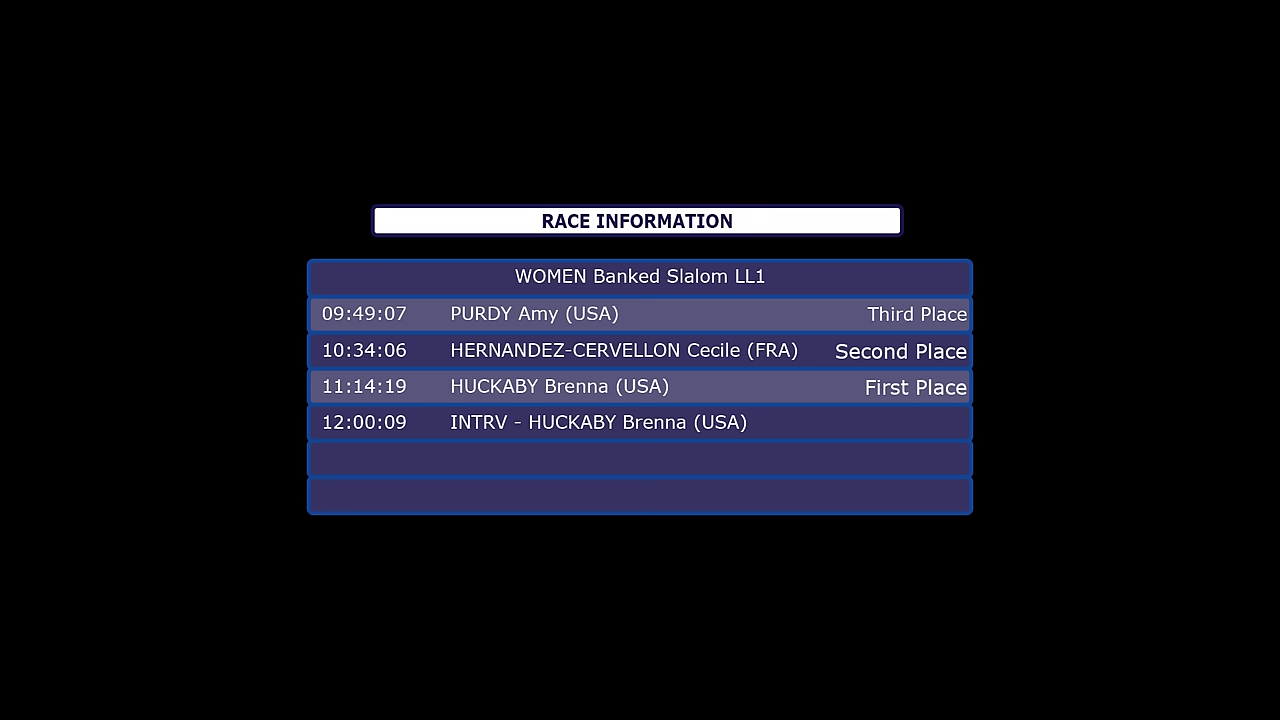 RACE INFORMATION
WOMEN Banked Slalom LL1
09:49:07 PURDY Amy (USA) Third Place
10:34:06 HERNANDEZ-CERVELLON Cecile (FRA) Second Place
11:14:19 HUCKABY Brenna (USA) First Place
12:00:09 INTRV - HUCKABY Brenna (USA)